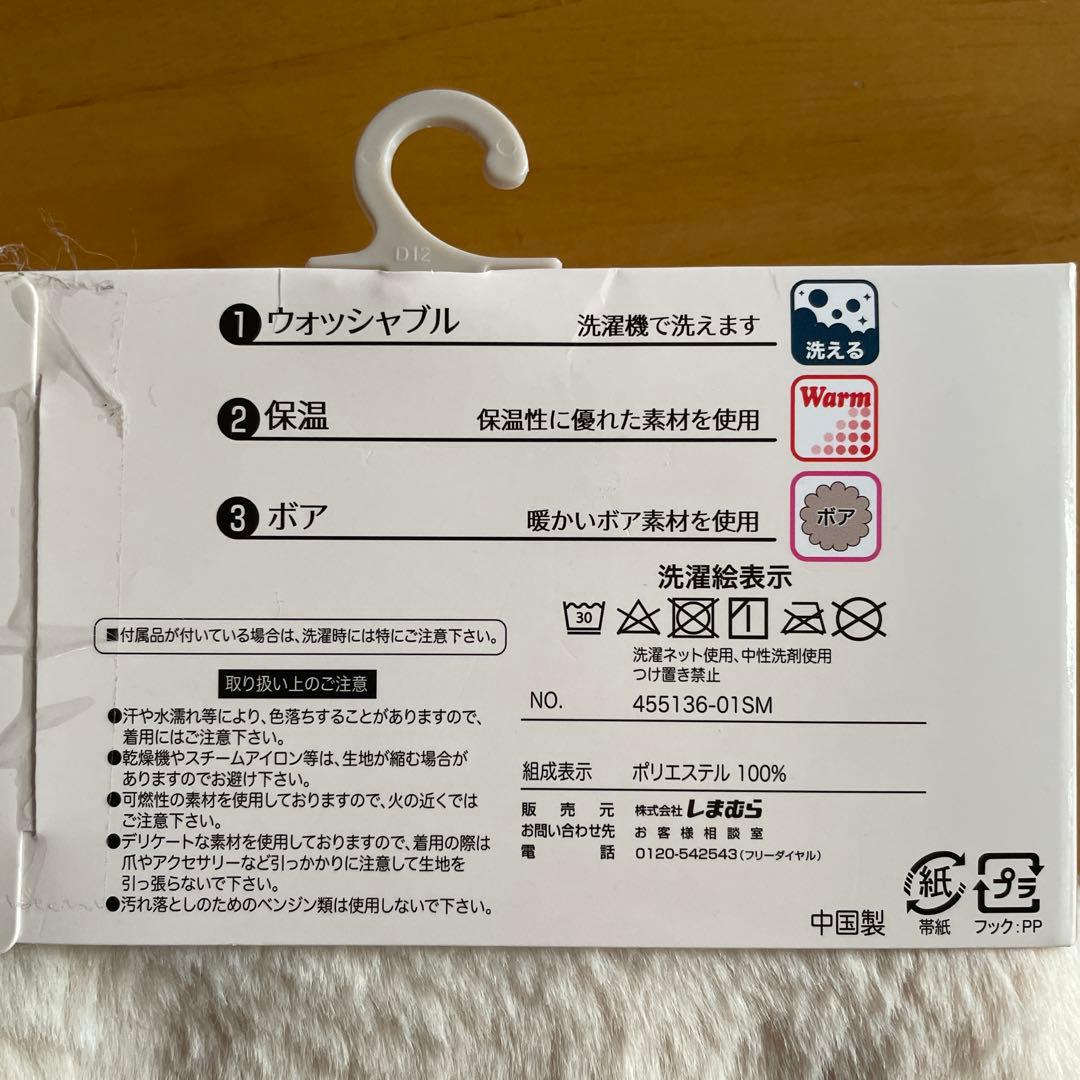 D12
❶ウォッシャブル 洗濯機で洗えます
洗える
❷保温 保温性に優れた素材を使用
Warm
❸ボア 暖かいボア素材を使用
ボア
洗濯絵表示
30
洗濯ネット使用、中性洗剤使用
つけ置き禁止
NO. 455136-01SM
組成表示 ポリエステル 100%
販売元 株式会社しまむら
お問い合わせ先 お客様相談室
電話 0120-542543(フリーダイヤル)
■付属品が付いている場合は、洗濯時には特にご注意下さい。
取り扱い上のご注意
●汗や水濡れ等により、色落ちすることがありますので、
着用にはご注意下さい。
●乾燥機やスチームアイロン等は、生地が縮む場合が
ありますのでお避け下さい。
●可燃性の素材を使用しておりますので、火の近くでは
ご注意下さい。
●デリケートな素材を使用しておりますので、着用の際は
爪やアクセサリーなど引っかかりに注意して生地を
引っ張らないで下さい。
●汚れ落としのためのベンジン類は使用しないで下さい。
中国製
紙
帯紙
プラ
フック:PP